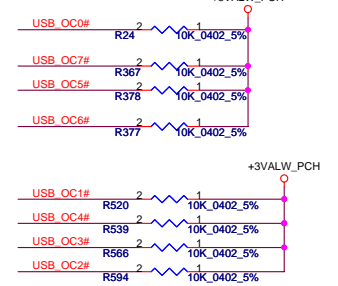 +3VALW_PCH
USB_OC0# 2 1
R24 10K_0402_5%
USB_OC7# 2 1
R367 10K_0402_5%
USB_OC5# 2 1
R378 10K_0402_5%
USB_OC6# 2 1
R377 10K_0402_5%
+3VALW_PCH
USB_OC1# 2 1
R520 10K_0402_5%
USB_OC4# 2 1
R539 10K_0402_5%
USB_OC3# 2 1
R566 10K_0402_5%
USB_OC2# 2 1
R594 10K_0402_5%